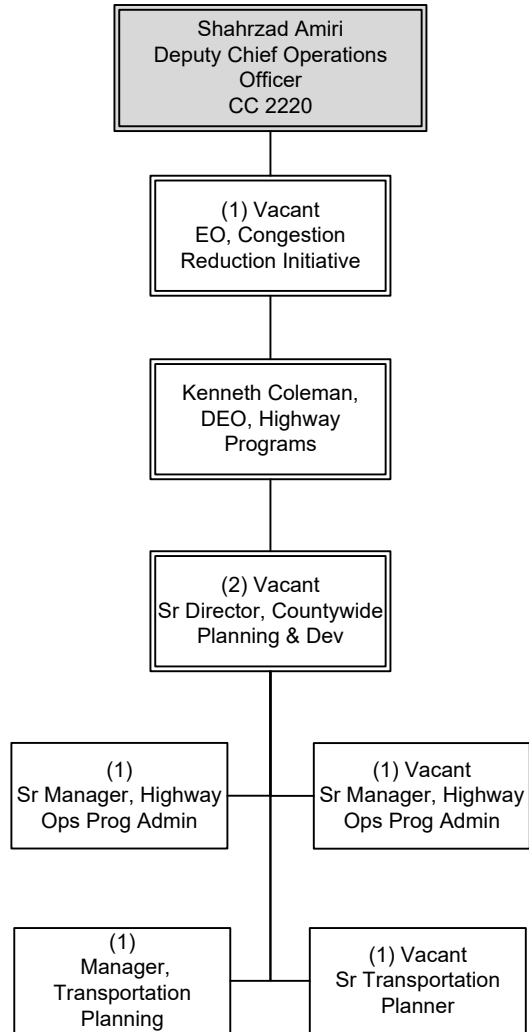 Shahrzad Amiri
Deputy Chief Operations
Officer
CC 2220
(1) Vacant
EO, Congestion
Reduction Initiative
Kenneth Coleman,
DEO, Highway
Programs
(2) Vacant
Sr Director, Countywide
Planning & Dev
(1)
Sr Manager, Highway
Ops Prog Admin
(1) Vacant
Sr Manager, Highway
Ops Prog Admin
(1)
Manager,
Transportation
Planning
(1) Vacant
Sr Transportation
Planner